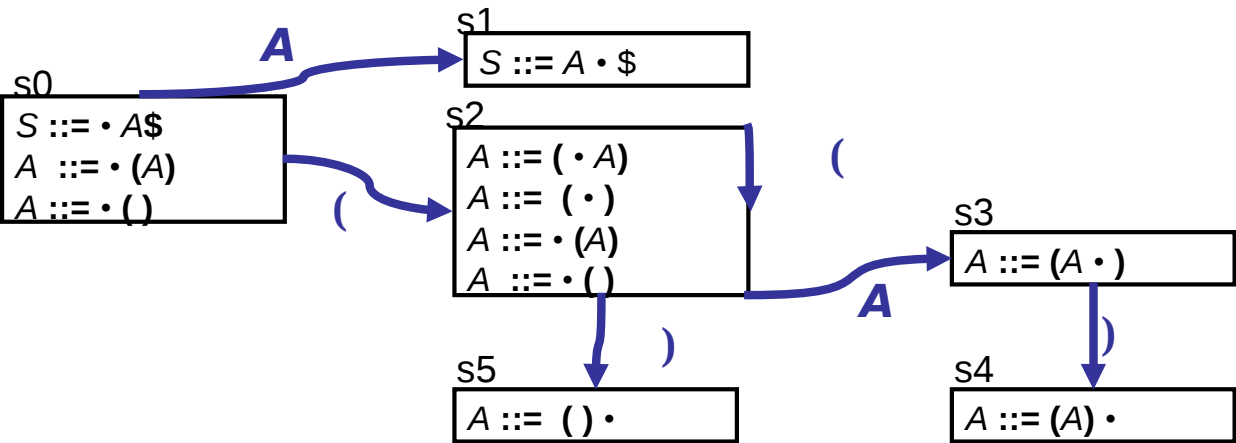 s0
S ::= • A$
A ::= • (A)
A ::= • ( )
A
(
s1
S ::= A • $
s2
A ::= ( • A)
A ::= ( • )
A ::= • (A)
A ::= • ( )
(
A
)
s3
A ::= (A • )
)
s5
A ::= ( ) •
s4
A ::= (A) •